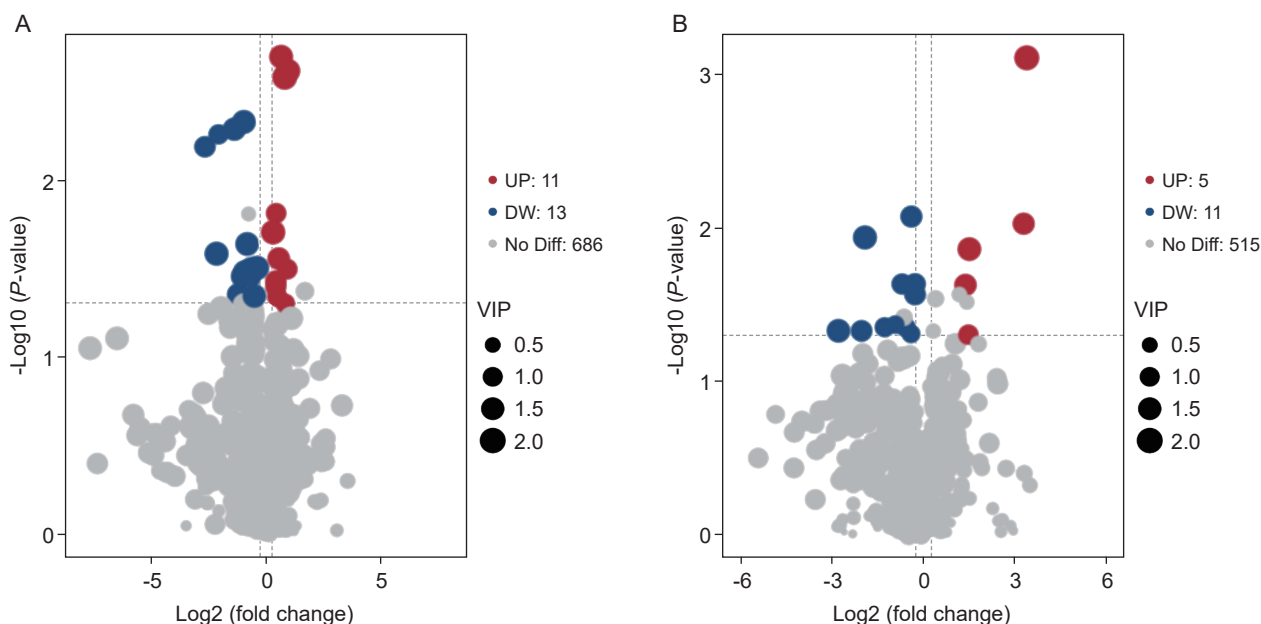 A
-Log10 (P-value)
2
1
0
-5
0
5
Log2 (fold change)
UP: 11
DW: 13
No Diff: 686
VIP
0.5
1.0
1.5
2.0
B
-Log10 (P-value)
3
2
1
0
-6
-3
0
3
6
Log2 (fold change)
UP: 5
DW: 11
No Diff: 515
VIP
0.5
1.0
1.5
2.0